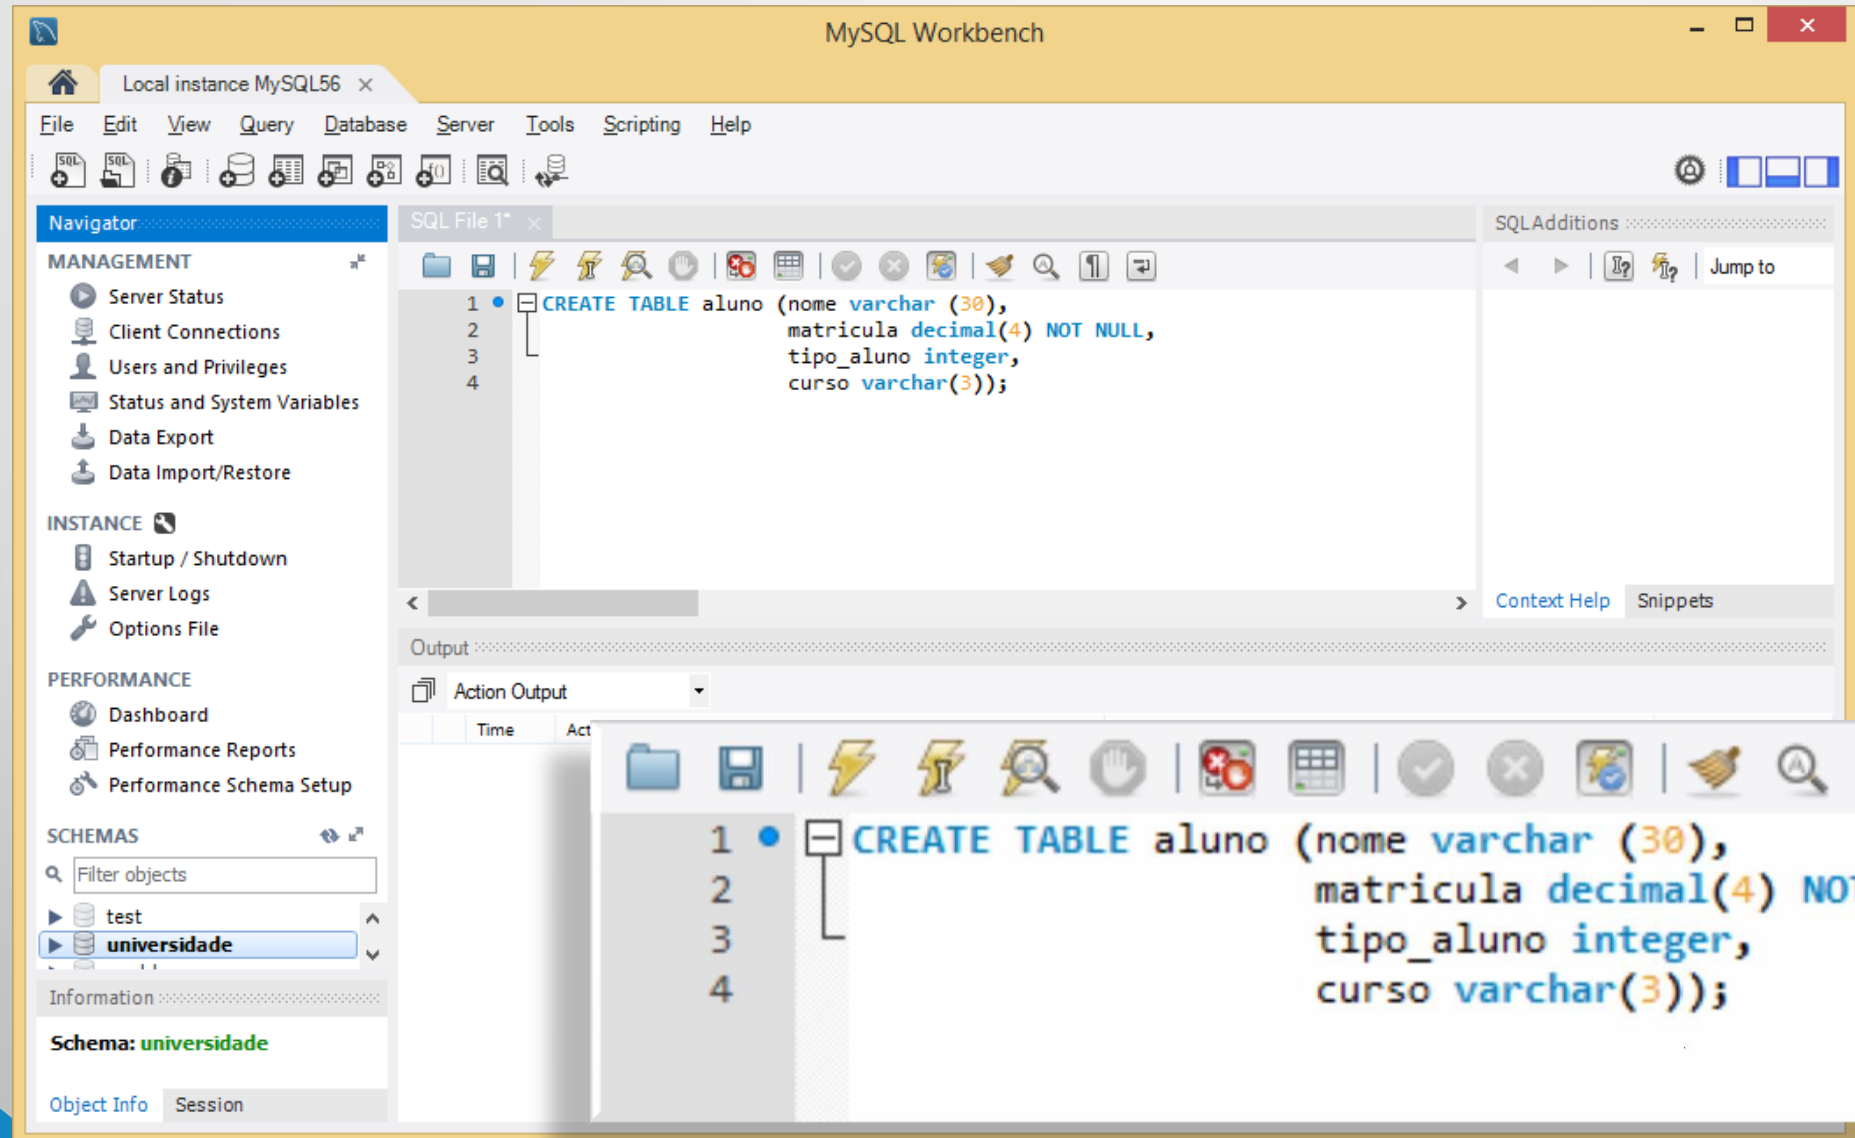 MySQL Workbench
Local instance MySQL56
File Edit View Query Database Server Tools Scripting Help
Navigator
MANAGEMENT
Server Status
Client Connections
Users and Privileges
Status and System Variables
Data Export
Data Import/Restore
INSTANCE
Startup / Shutdown
Server Logs
Options File
PERFORMANCE
Dashboard
Performance Reports
Performance Schema Setup
SCHEMAS
Filter objects
test
universidade
Information
Schema: universidade
Object Info Session
SQL File 1*
1 CREATE TABLE aluno (nome varchar (30),
2 matricula decimal(4) NOT NULL,
3 tipo_aluno integer,
4 curso varchar(3));
SQLAdditions
Jump to
Context Help Snippets
Output
Action Output
Time Act
1 CREATE TABLE aluno (nome varchar (30),
2 matricula decimal(4) NOT
3 tipo_aluno integer,
4 curso varchar(3));